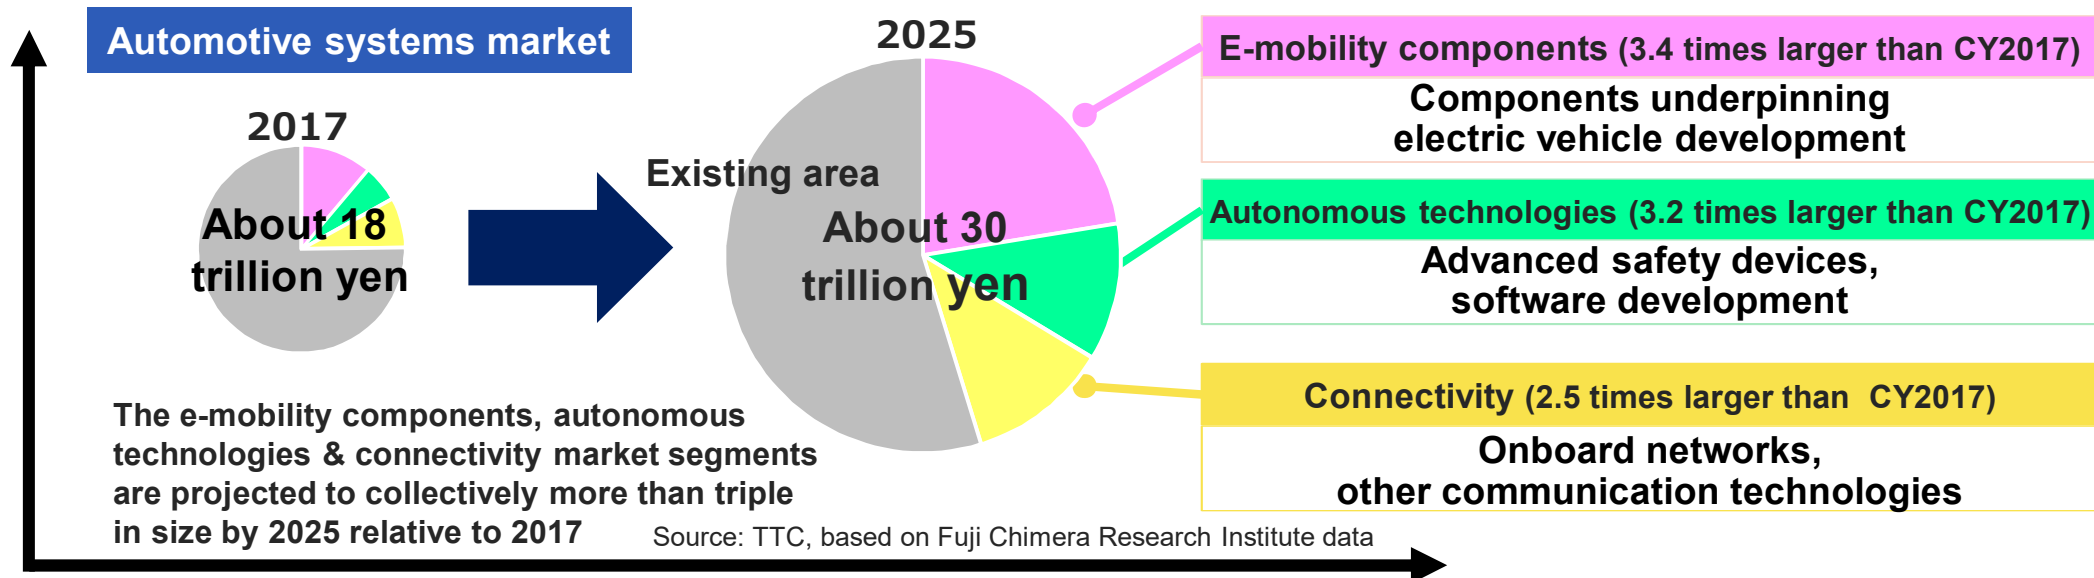 Automotive systems market
2017
About 18
trillion yen
2025
Existing area
About 30
trillion yen
E-mobility components (3.4 times larger than CY2017)
Components underpinning
electric vehicle development
Autonomous technologies (3.2 times larger than CY2017)
Advanced safety devices,
software development
Connectivity (2.5 times larger than CY2017)
Onboard networks,
other communication technologies
The e-mobility components, autonomous
technologies & connectivity market segments
are projected to collectively more than triple
in size by 2025 relative to 2017
Source: TTC, based on Fuji Chimera Research Institute data